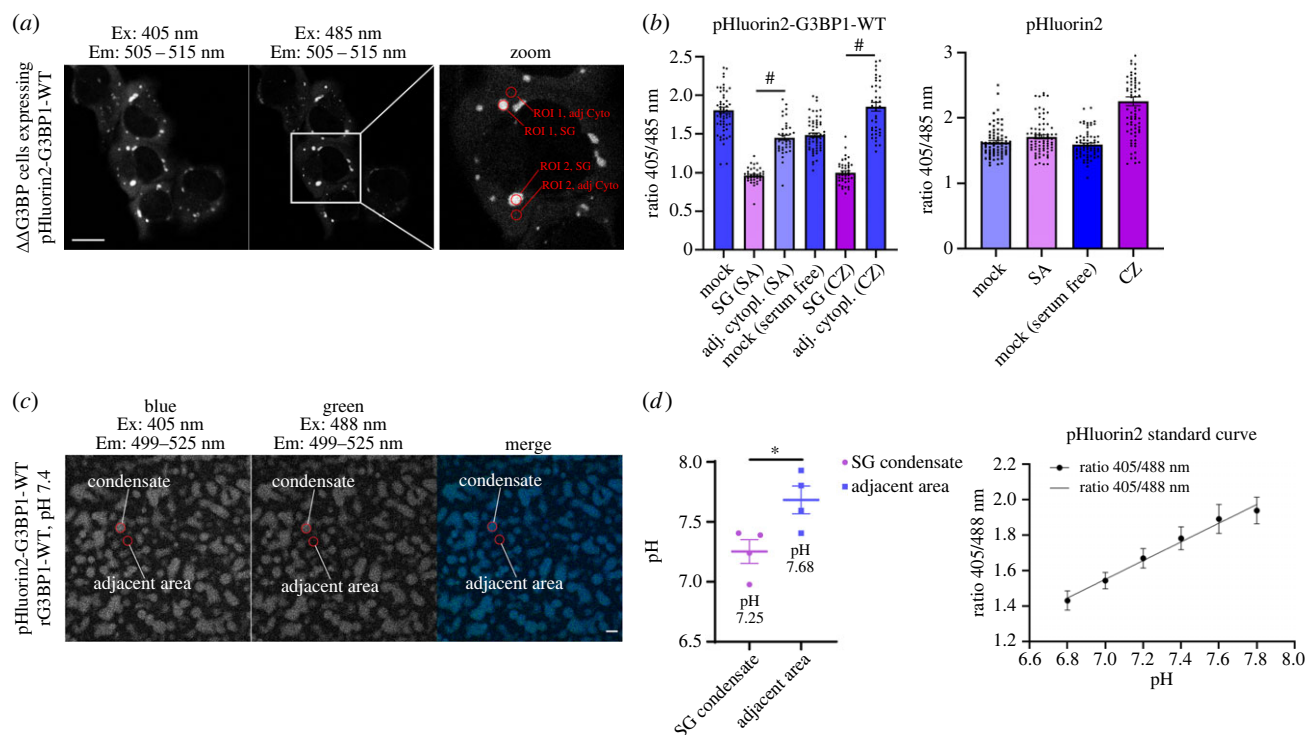 (a)
Ex: 405 nm
Em: 505 – 515 nm
Ex: 485 nm
Em: 505 – 515 nm
zoom
ΔΔG3BP cells expressing
pHluorin2-G3BP1-WT
ROI 1, adj Cyto
ROI 1, SG
ROI 2, SG
ROI 2, adj Cyto
(b)
pHluorin2-G3BP1-WT
ratio 405/485 nm
2.5
2.0
1.5
1.0
0.5
0
#
#
mock
SG (SA)
adj. cytopl. (SA)
mock (serum free)
SG (CZ)
adj. cytopl. (CZ)
pHluorin2
ratio 405/485 nm
3
2
1
0
mock
SA
mock (serum free)
CZ
(c)
blue
Ex: 405 nm
Em: 499–525 nm
green
Ex: 488 nm
Em: 499–525 nm
merge
pHluorin2-G3BP1-WT
rG3BP1-WT, pH 7.4
condensate
adjacent area
condensate
adjacent area
condensate
adjacent area
(d)
pH
8.0
7.5
7.0
6.5
*
pH
7.25
pH
7.68
SG condensate
adjacent area
SG condensate
adjacent area
pHluorin2 standard curve
ratio 405/488 nm
ratio 405/488 nm
ratio 405/488 nm
2.2
2.0
1.8
1.6
1.4
1.2
6.6 6.8 7.0 7.2 7.4 7.6 7.8 8.0
pH